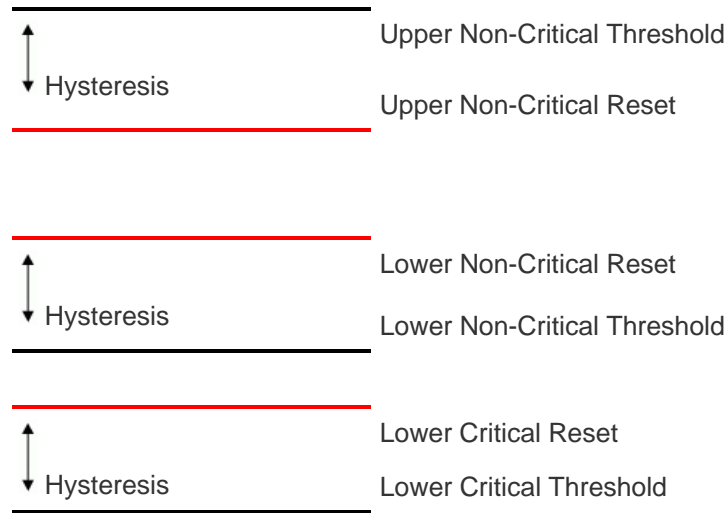 Upper Non-Critical Threshold
Hysteresis
Upper Non-Critical Reset
Lower Non-Critical Reset
Hysteresis
Lower Non-Critical Threshold
Lower Critical Reset
Hysteresis
Lower Critical Threshold